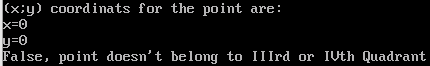 (x;y) coordinats for the point are:
x=0
y=0
False, point doesn't belong to IIIrd or IVth Quadrant